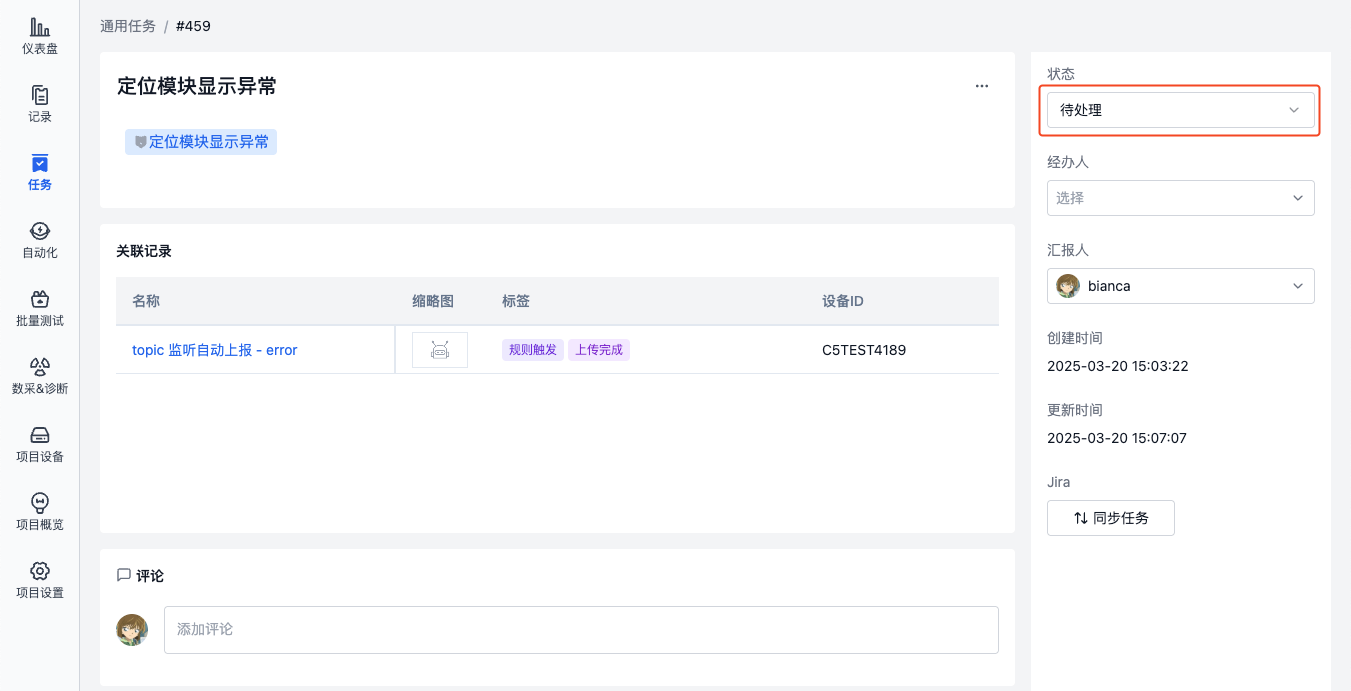 仪表盘
记录
任务
自动化
批量测试
数采&诊断
项目设备
项目概览
项目设置
通用任务 / #459
定位模块显示异常
定位模块显示异常
关联记录
名称 缩略图 标签 设备ID
topic 监听自动上报 - error 规则触发 上传完成 C5TEST4189
评论
添加评论
状态
待处理
经办人
选择
汇报人
bianca
创建时间
2025-03-20 15:03:22
更新时间
2025-03-20 15:07:07
Jira
同步任务